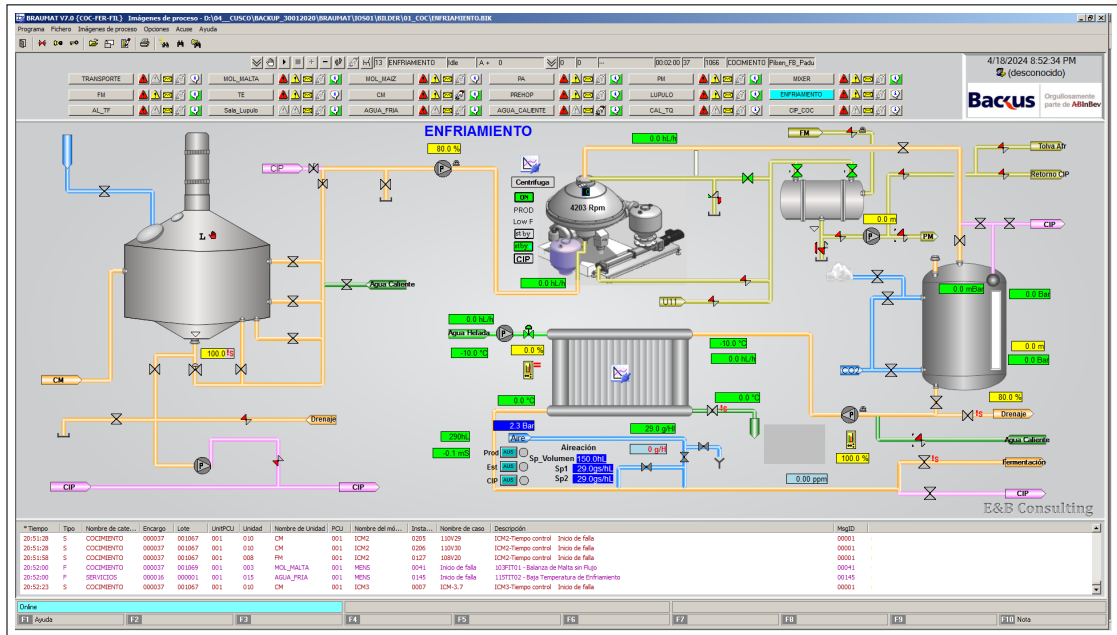 BRAUMAT V7.0 {COC-FER-FIL} Imágenes de proceso - D:\04__CUSCO\BACKUP_30012020\BRAUMAT\IOS01\BILDER\01_COC\ENFRIAMIENTO.BIK
Programa Fichero Imágenes de proceso Opciones Acuse Ayuda
13 ENFRIAMIENTO Idle A + 0 0 0 -- 00:02:00 37 1066 COCIMIENTO Pilsen_F8_Padu
4/18/2024 8:52:34 PM
(desconocido)
TRANSPORTE MOL_MALTA MOL_MAIZ PA PM MIXER
FM TE CM PREHOP LUPULO ENFRIAMIENTO
AL_TF Sala_Lupulo AGUA_FRIA AGUA_CALIENTE CAL_TQ CIP_COC
Backus Orgullosamente
parte de ABInBev
ENFRIAMIENTO
0.0 hL/h
FM
80.0 %
CIP
Tolva Afr
Retorno CIP
Centrifuga
ON
PROD
Low F
st by
stby
CIP
4203 Rpm
L
0.0 m
PM
CIP
0.0 hL/h
U11
Agua Caliente
0.0 mBar
0.0 Bar
0.0 hL/h
Agua Helada
-10.0 °C
0.0 %
-10.0 °C
0.0 hL/h
100.0
ts
CM
CO2
0.0 m
0.0 Bar
0.0 °C
0.0 °C
80.0 %
ts
Drenaje
2.3 Bar
Drenaje
ts
290hL
-0.1 mS
Aire
29.0 g/Hl
0 g/H
Aireación
Prod AUS
Est AUS
CIP AUS
Sp_Volumen 150.0hL
Sp1 29.0gs/hL
Sp2 29.0gs/hL
Agua Caliente
100.0 %
ts
Fermentación
0.00 ppm
CIP
CIP
CIP
E&B Consulting
* Tiempo Tipo Nombre de cate... Encargo Lote UnitPCU Unidad Nombre de Unidad PCU Nombre del mó... Insta... Nombre de caso Descripción MsgID
20:51:28 S COCIMIENTO 000037 001067 001 010 CM 001 ICM2 0205 110V29 ICM2-Tiempo control Inicio de falla 00001
20:51:28 S COCIMIENTO 000037 001067 001 010 CM 001 ICM2 0206 110V30 ICM2-Tiempo control Inicio de falla 00001
20:51:58 S COCIMIENTO 000037 001067 001 008 FM 001 ICM2 0127 108V20 ICM2-Tiempo control Inicio de falla 00001
20:52:00 F COCIMIENTO 000037 001069 001 003 MOL_MALTA 001 MENS 0041 Inicio de falla 103FIT01 - Balanza de Malta sin Flujo 00041
20:52:00 F SERVICIOS 000016 000001 001 015 AGUA_FRIA 001 MENS 0145 Inicio de falla 115TIT02 - Baja Temperatura de Enfriamiento 00145
20:52:23 S COCIMIENTO 000037 001067 001 010 CM 001 ICM3 0007 ICM-3.7 ICM3-Tiempo control Inicio de falla 00001
Online
F1 Ayuda F2 F3 F4 F5 F6 F7 F8 F9 F10 Nota